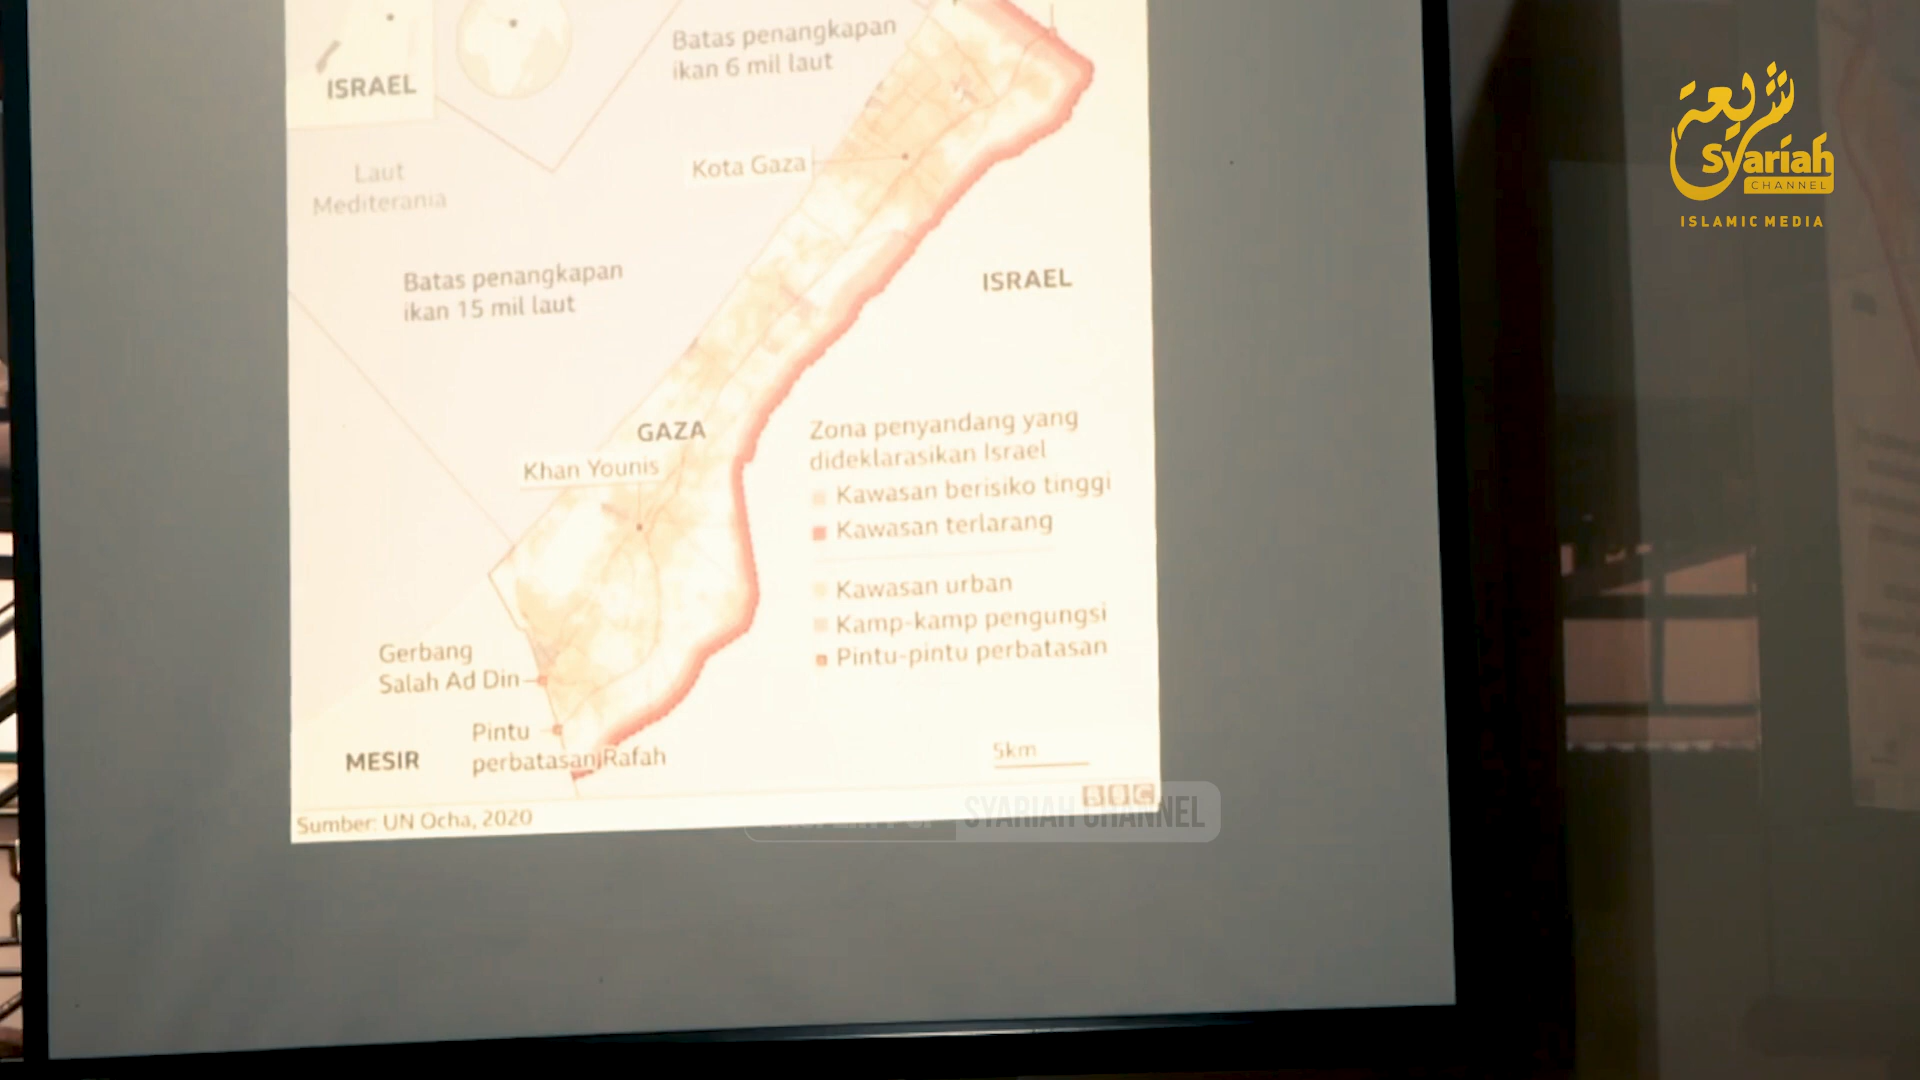 ISRAEL
Batas penangkapan
ikan 6 mil laut
Kota Gaza
Laut
Mediterania
Batas penangkapan
ikan 15 mil laut
ISRAEL
GAZA
Khan Younis
Zona penyandang yang
dideklarasikan Israel
Kawasan berisiko tinggi
Kawasan terlarang
Kawasan urban
Kamp-kamp pengungsi
Pintu-pintu perbatasan
Gerbang
Salah Ad Din
Pintu
perbatasan Rafah
MESIR
5km
Sumber: UN Ocha, 2020
BBC
SYARIAH CHANNEL
شريعة
Syariah
CHANNEL
ISLAMIC MEDIA